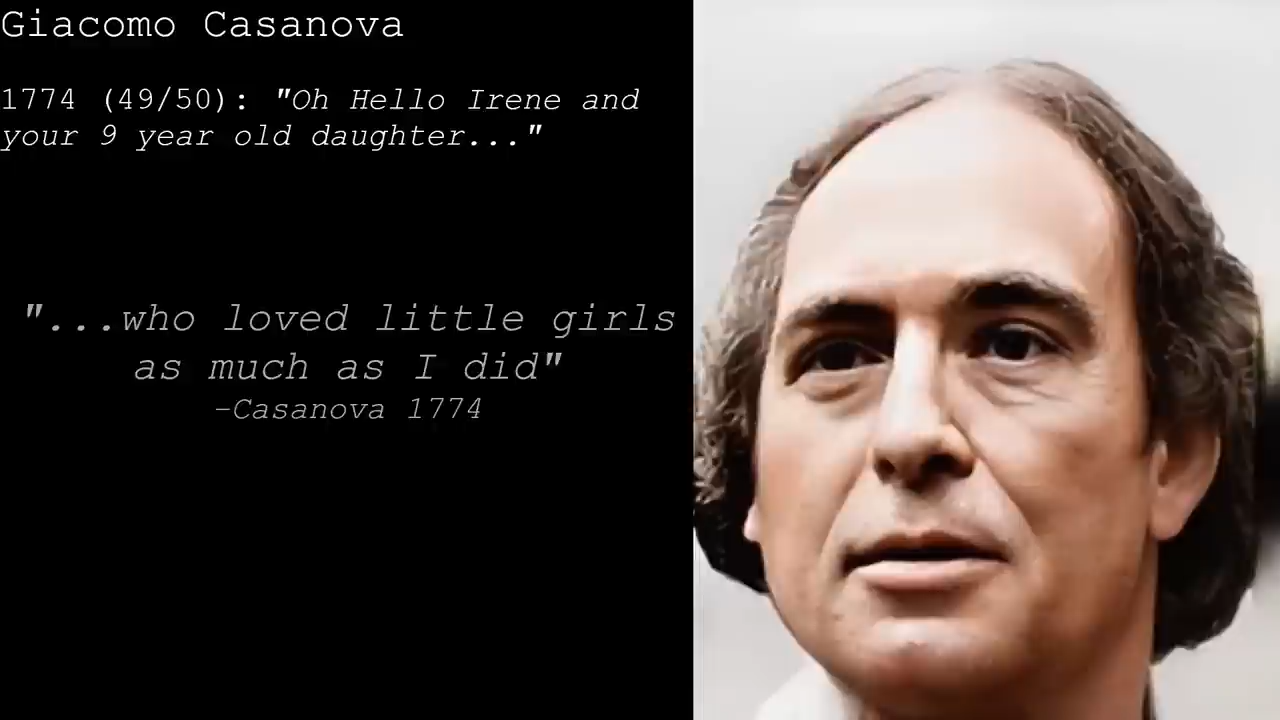 Giacomo Casanova
1774 (49/50): "Oh Hello Irene and
your 9 year old daughter..."
"...who loved little girls
as much as I did"
-Casanova 1774